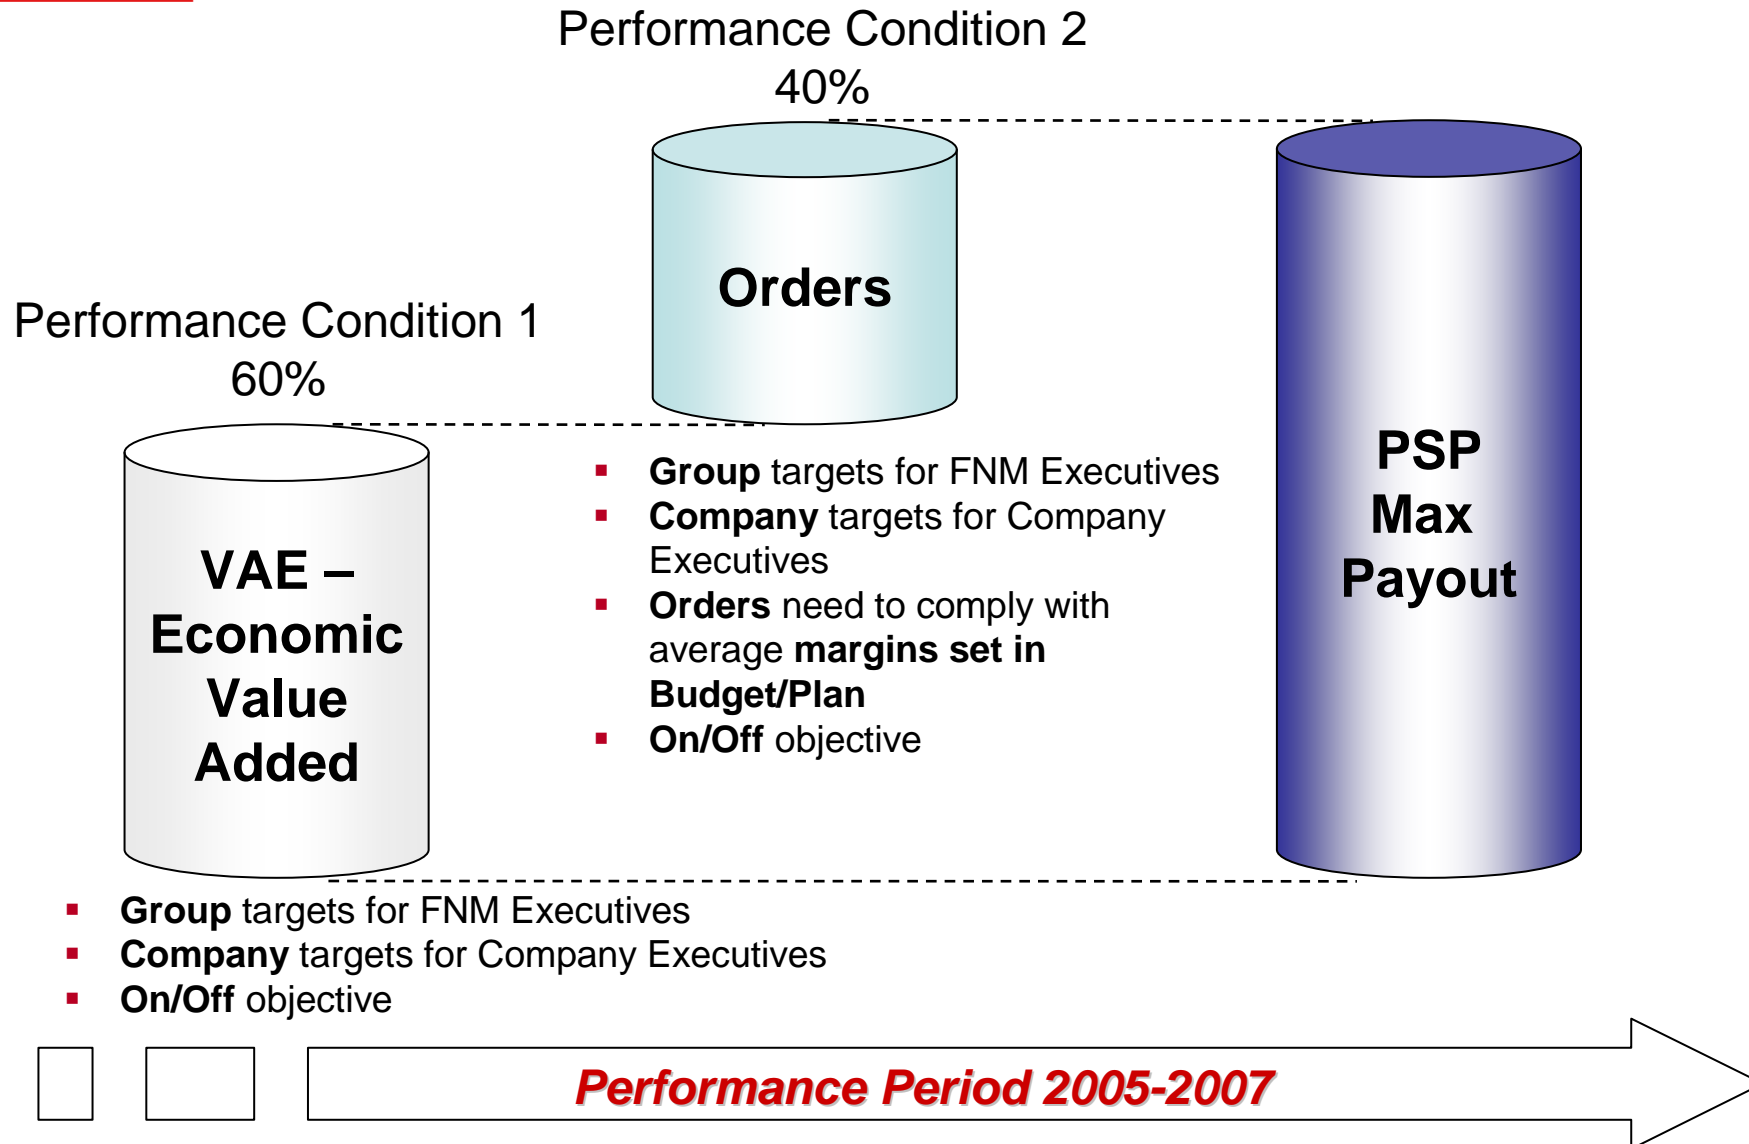 Performance Condition 2
40%
Orders
Performance Condition 1
60%
VAE –
Economic
Value
Added
▪ Group targets for FNM Executives
▪ Company targets for Company
Executives
▪ Orders need to comply with
average margins set in
Budget/Plan
▪ On/Off objective
PSP
Max
Payout
▪ Group targets for FNM Executives
▪ Company targets for Company Executives
▪ On/Off objective
Performance Period 2005-2007